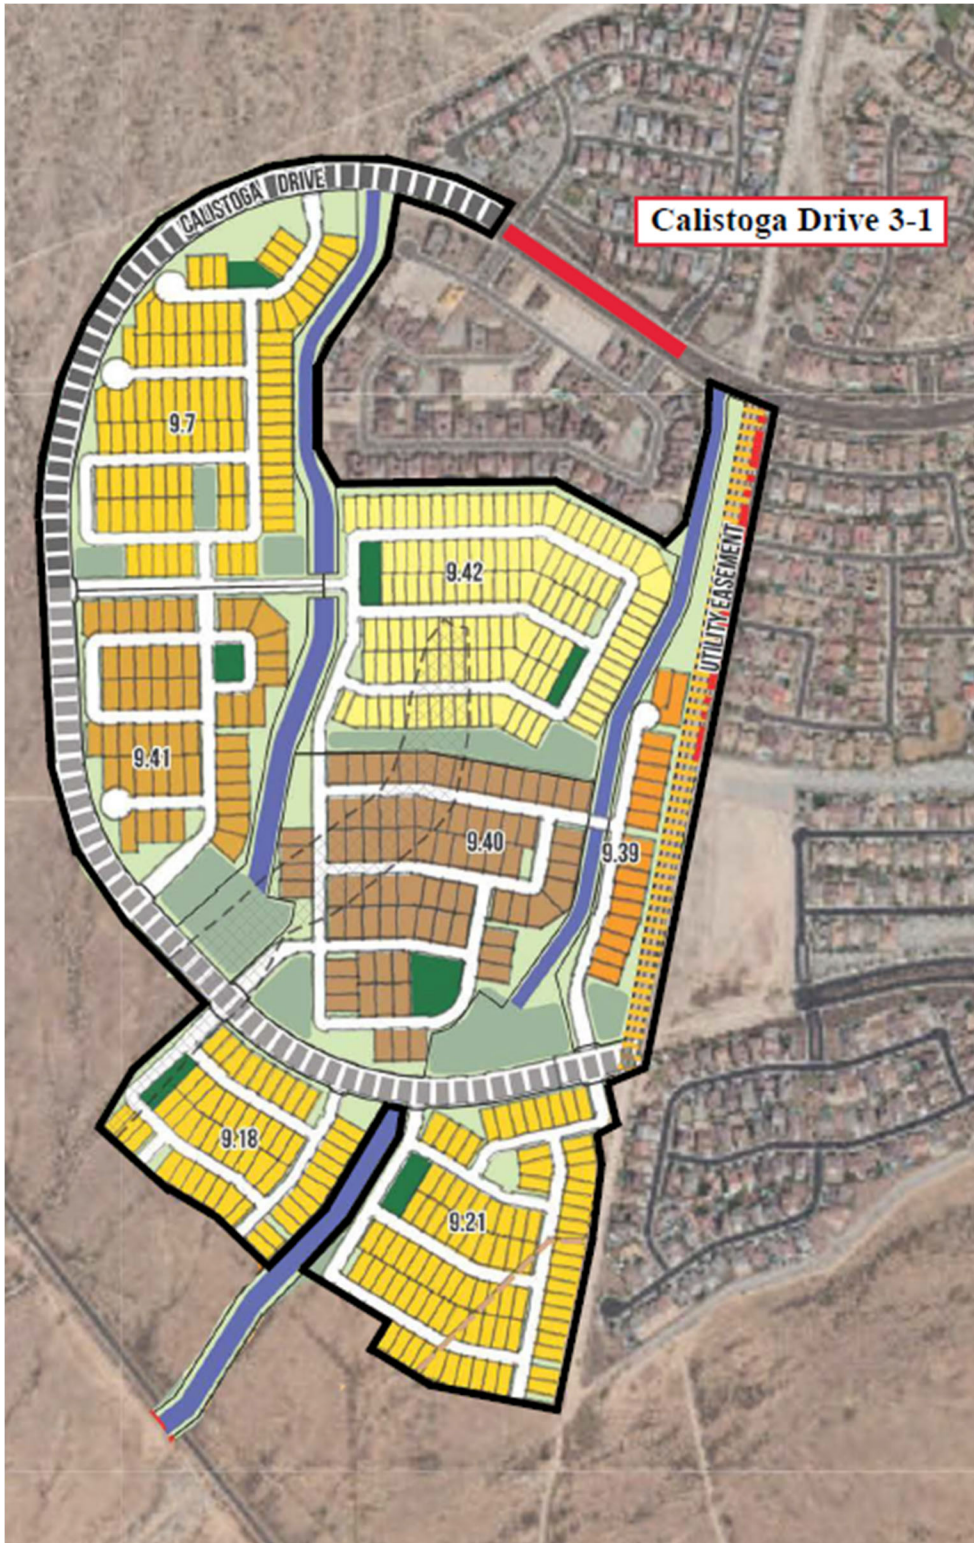 CALISTOGA DRIVE
Calistoga Drive 3-1
9.7
9.42
UTILITY EASEMENT
9.41
9.40
9.39
9.18
9.21